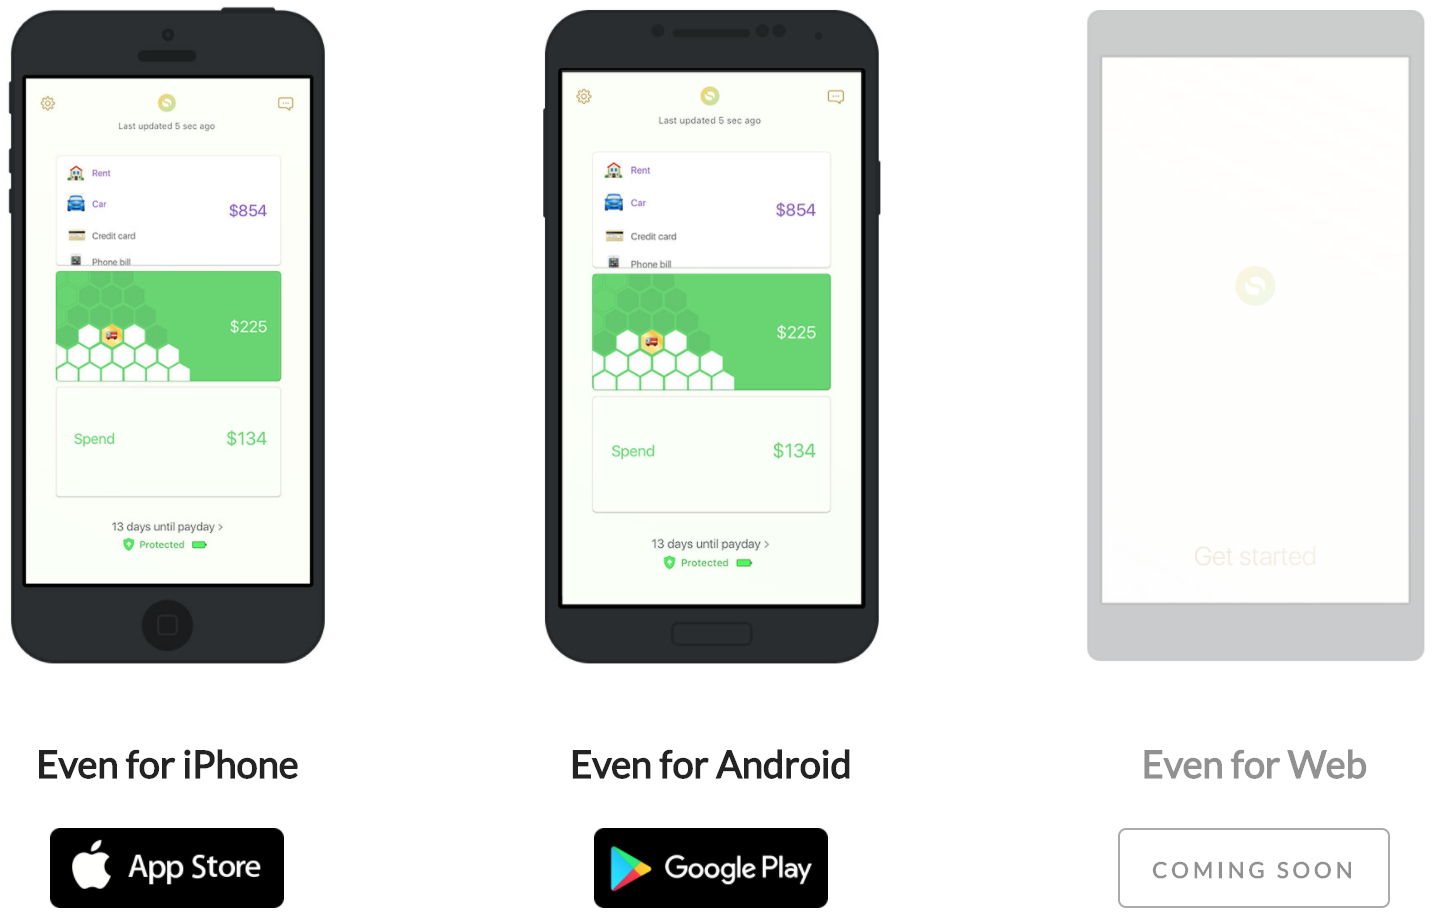 Last updated 5 sec ago
Rent
Car
$854
Credit card
Phone bill
$225
Spend
$134
13 days until payday >
Protected
Even for iPhone
App Store
Last updated 5 sec ago
Rent
Car
$854
Credit card
Phone bill
$225
Spend
$134
13 days until payday >
Protected
Even for Android
Google Play
Get started
Even for Web
COMING SOON